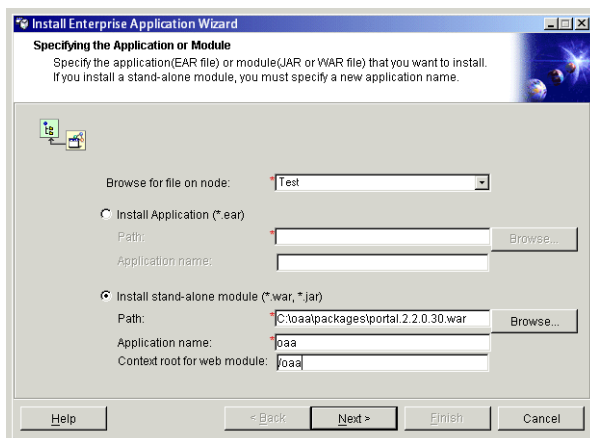 Install Enterprise Application Wizard
Specifying the Application or Module
Specify the application(EAR file) or module(JAR or WAR file) that you want to install.
If you install a stand-alone module, you must specify a new application name.
Browse for file on node: *Test
Install Application (*.ear)
Path: * Browse...
Application name:
Install stand-alone module (*.war, *.jar)
Path: *C:\oaa\packages\portal.2.2.0.30.war Browse...
Application name: *oaa
Context root for web module: /oaa
Help < Back Next > Finish Cancel